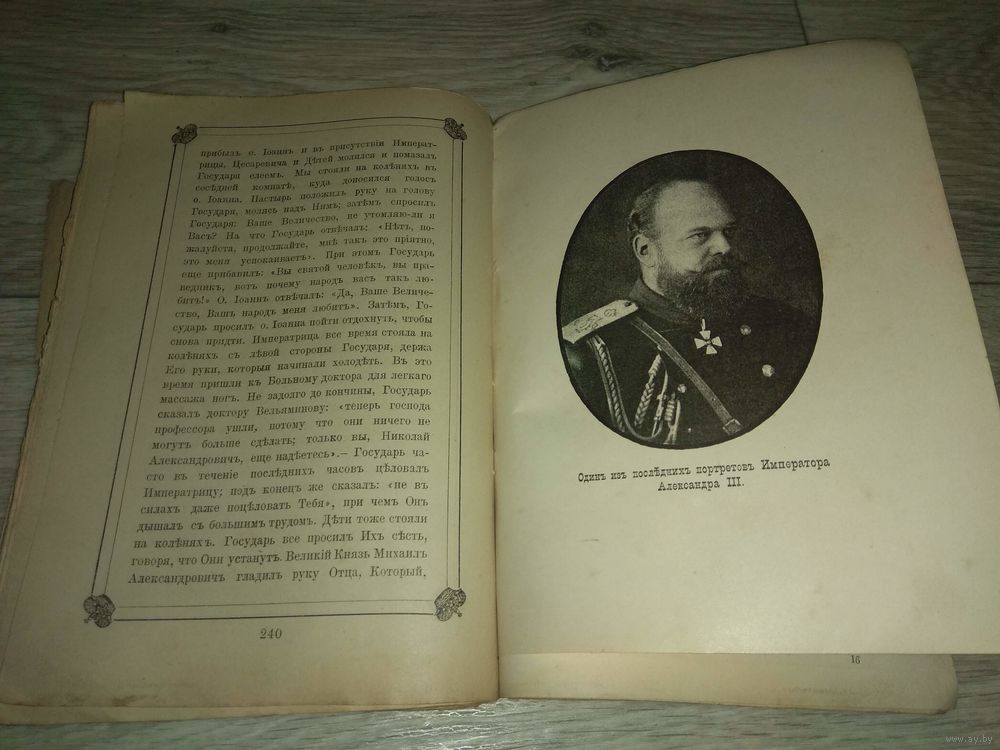 прибылъ о. Іоаннъ и въ присутствіи Императ-
рицы, Цесаревича и Дѣтей молился и помазалъ
Государя елеемъ. Мы стояли на колѣняхъ въ
сосѣдней комнатѣ, куда доносился голосъ
о. Іоанна. Пастырь положилъ руку на голову
Государя, молясь надъ Нимъ; затѣмъ спросилъ
Государя: Ваше Величество, не утомляю-ли я
Васъ? На что Государь отвѣчалъ: «Нѣтъ, по-
жалуйста, продолжайте, мнѣ такъ это пріятно,
это меня успокаиваетъ». При этомъ Государь
еще прибавилъ: «Вы святой человѣкъ, вы пра-
ведникъ, вотъ почему народъ васъ такъ лю-
битъ!» О. Іоаннъ отвѣчалъ: «Да, Ваше Величе-
ство, Вашъ народъ меня любитъ». Затѣмъ, Го-
сударь просилъ о. Іоанна пойти отдохнуть, чтобы
снова придти. Императрица все время стояла на
колѣняхъ съ лѣвой стороны Государя, держа
Его руки, которыя начинали холодѣть. Въ это
время пришли къ Больному доктора для легкаго
массажа ногъ. Не задолго до кончины, Государь
сказалъ доктору Вельяминову: «теперь господа
профессора ушли, потому что они ничего не
могутъ больше сдѣлать; только вы, Николай
Александровичъ, еще надѣетесь».— Государь ча-
сто въ теченіе послѣднихъ часовъ цѣловалъ
Императрицу; подъ конецъ же сказалъ: «не въ
силахъ даже поцѣловать Тебя», при чемъ Онъ
дышалъ съ большимъ трудомъ. Дѣти тоже стояли
на колѣняхъ. Государь все просилъ Ихъ сѣсть,
говоря, что Они устанутъ. Великій Князь Михаилъ
Александровичъ гладилъ руку Отца, Который,
240
Одинъ изъ послѣднихъ портретовъ Императора
Александра III.
16
www.ay.by